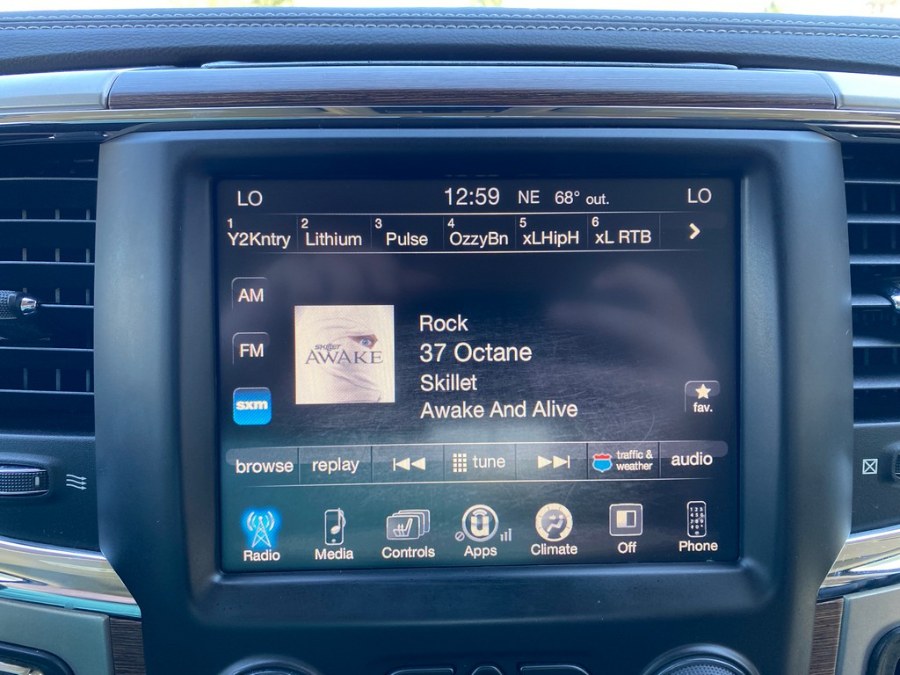 LO 12:59 NE 68° out. LO
1 Y2Kntry 2 Lithium 3 Pulse 4 OzzyBn 5 xLHipH 6 xL RTB
AM
FM
sxm
skillet
AWAKE
Rock
37 Octane
Skillet
Awake And Alive
fav.
browse replay tune traffic & weather audio
Radio Media Controls Apps Climate Off Phone